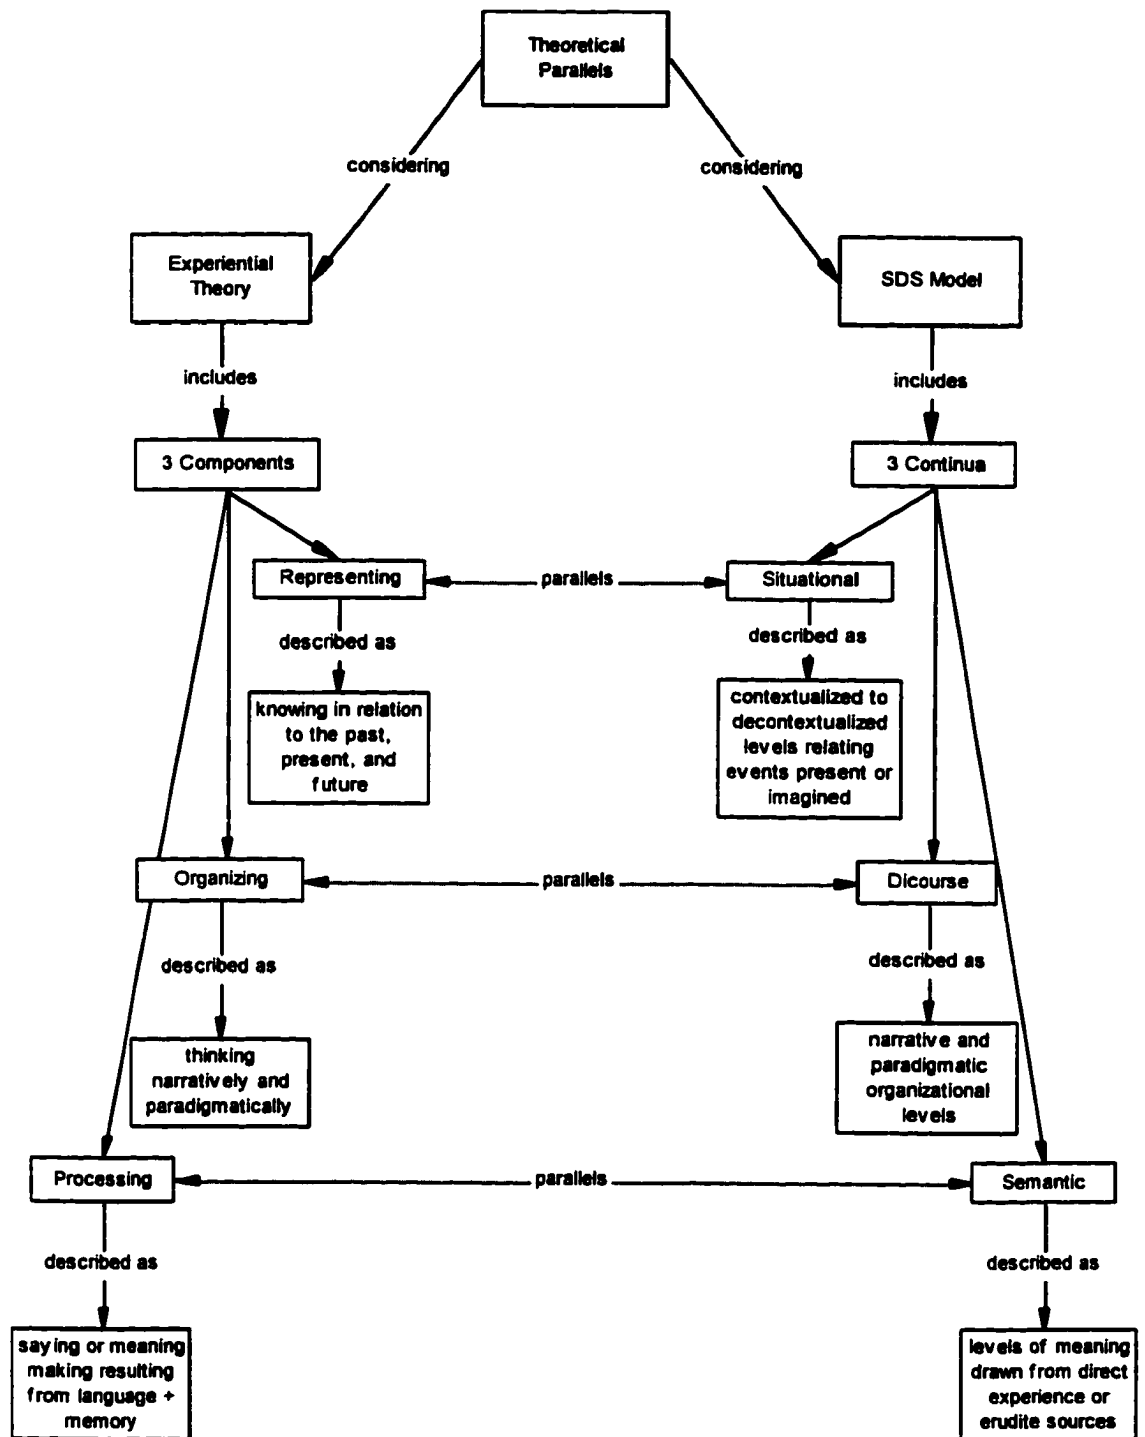 Theoretical
Parallels
considering
considering
Experiential
Theory
SDS Model
includes
includes
3 Components
3 Continua
Representing
parallels
Situational
described as
described as
knowing in relation
to the past,
present, and
future
contextualized to
decontextualized
levels relating
events present or
imagined
Organizing
parallels
Dicourse
described as
described as
thinking
narratively and
paradigmatically
narrative and
paradigmatic
organizational
levels
Processing
parallels
Semantic
described as
described as
saying or meaning
making resulting
from language +
memory
levels of meaning
drawn from direct
experience or
erudite sources